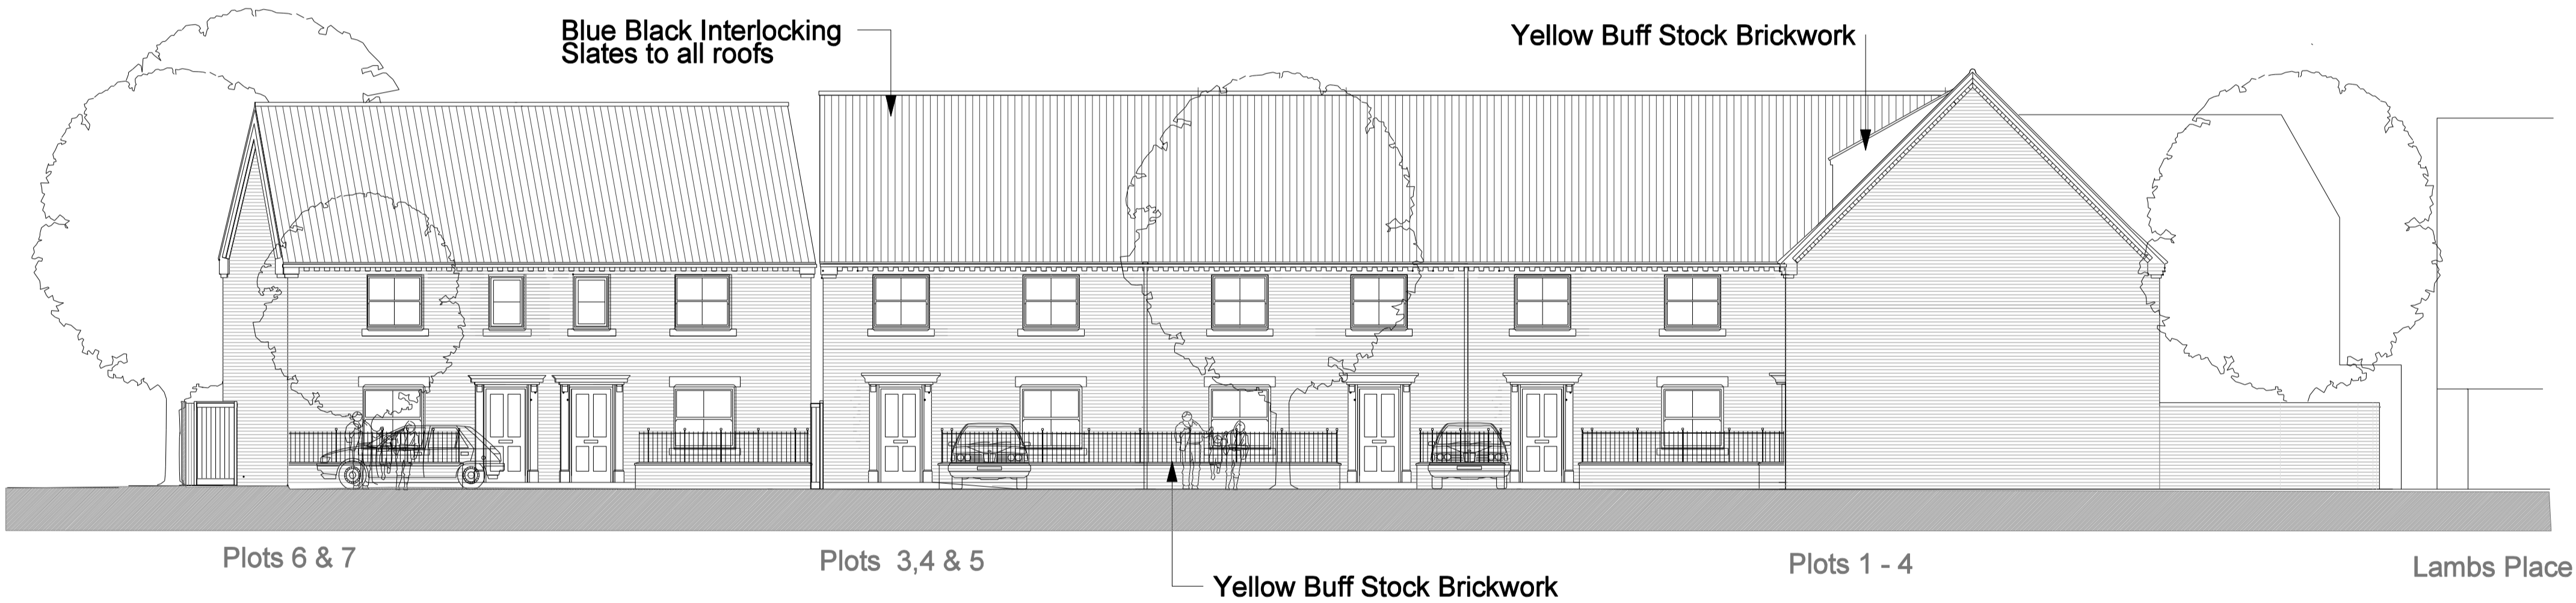 Blue Black Interlocking
Slates to all roofs
Yellow Buff Stock Brickwork
Plots 6 & 7
Plots 3,4 & 5
Plots 1 - 4
Lambs Place
Yellow Buff Stock Brickwork